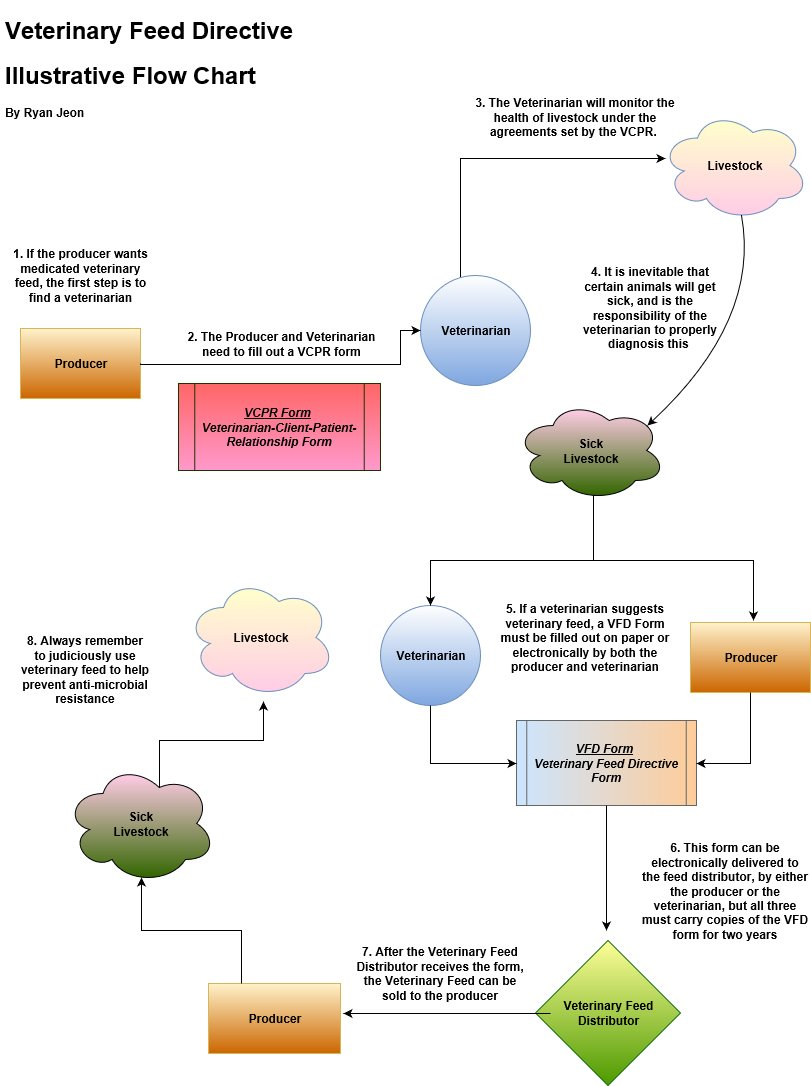 Veterinary Feed Directive
Illustrative Flow Chart
By Ryan Jeon
3. The Veterinarian will monitor the
health of livestock under the
agreements set by the VCPR.
Livestock
1. If the producer wants
medicated veterinary
feed, the first step is to
find a veterinarian
4. It is inevitable that
certain animals will get
sick, and is the
responsibility of the
veterinarian to properly
diagnosis this
2. The Producer and Veterinarian
need to fill out a VCPR form
Veterinarian
Producer
VCPR Form
Veterinarian-Client-Patient-
Relationship Form
Sick
Livestock
5. If a veterinarian suggests
veterinary feed, a VFD Form
must be filled out on paper or
electronically by both the
producer and veterinarian
Veterinarian
Producer
8. Always remember
to judiciously use
veterinary feed to help
prevent anti-microbial
resistance
Livestock
VFD Form
Veterinary Feed Directive
Form
Sick
Livestock
6. This form can be
electronically delivered to
the feed distributor, by either
the producer or the
veterinarian, but all three
must carry copies of the VFD
form for two years
7. After the Veterinary Feed
Distributor receives the form,
the Veterinary Feed can be
sold to the producer
Veterinary Feed
Distributor
Producer